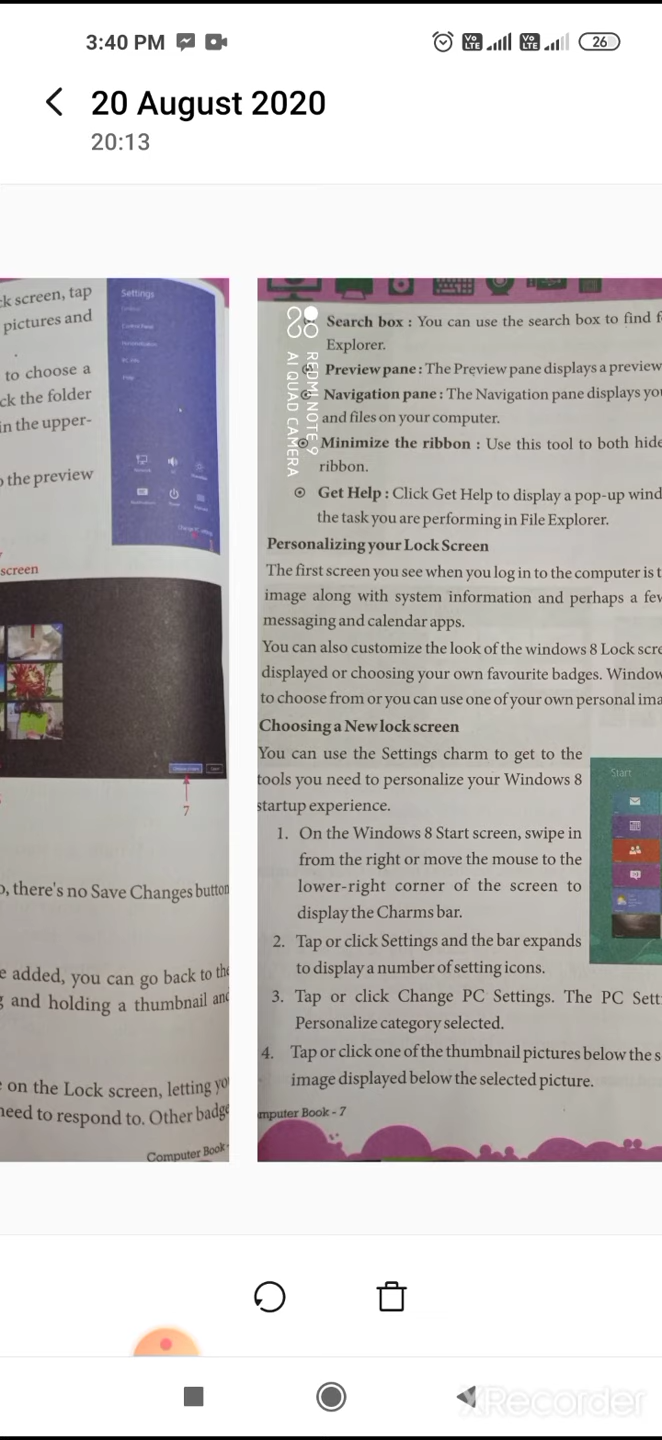 3:40 PM
Vo LTE
Vo LTE
26
20 August 2020
20:13
ck screen, tap
pictures and
to choose a
ck the folder
in the upper-
the preview
screen
7
there's no Save Changes button
added, you can go back to the
and holding a thumbnail and
on the Lock screen, letting yo
need to respond to. Other badge
Computer Book-
Settings
Control Panel
Change PC settings
REDMI NOTE 9
AI QUAD CAMERA
Search box : You can use the search box to find f
Explorer.
Preview pane : The Preview pane displays a preview
Navigation pane : The Navigation pane displays you
and files on your computer.
Minimize the ribbon : Use this tool to both hide
ribbon.
Get Help : Click Get Help to display a pop-up wind
the task you are performing in File Explorer.
Personalizing your Lock Screen
The first screen you see when you log in to the computer is t
image along with system information and perhaps a few
messaging and calendar apps.
You can also customize the look of the windows 8 Lock scre
displayed or choosing your own favourite badges. Window
to choose from or you can use one of your own personal ima
Choosing a New lock screen
You can use the Settings charm to get to the
tools you need to personalize your Windows 8
startup experience.
1. On the Windows 8 Start screen, swipe in
from the right or move the mouse to the
lower-right corner of the screen to
display the Charms bar.
2. Tap or click Settings and the bar expands
to display a number of setting icons.
3. Tap or click Change PC Settings. The PC Sett
Personalize category selected.
4. Tap or click one of the thumbnail pictures below the s
image displayed below the selected picture.
mputer Book - 7
Start
XRecorder